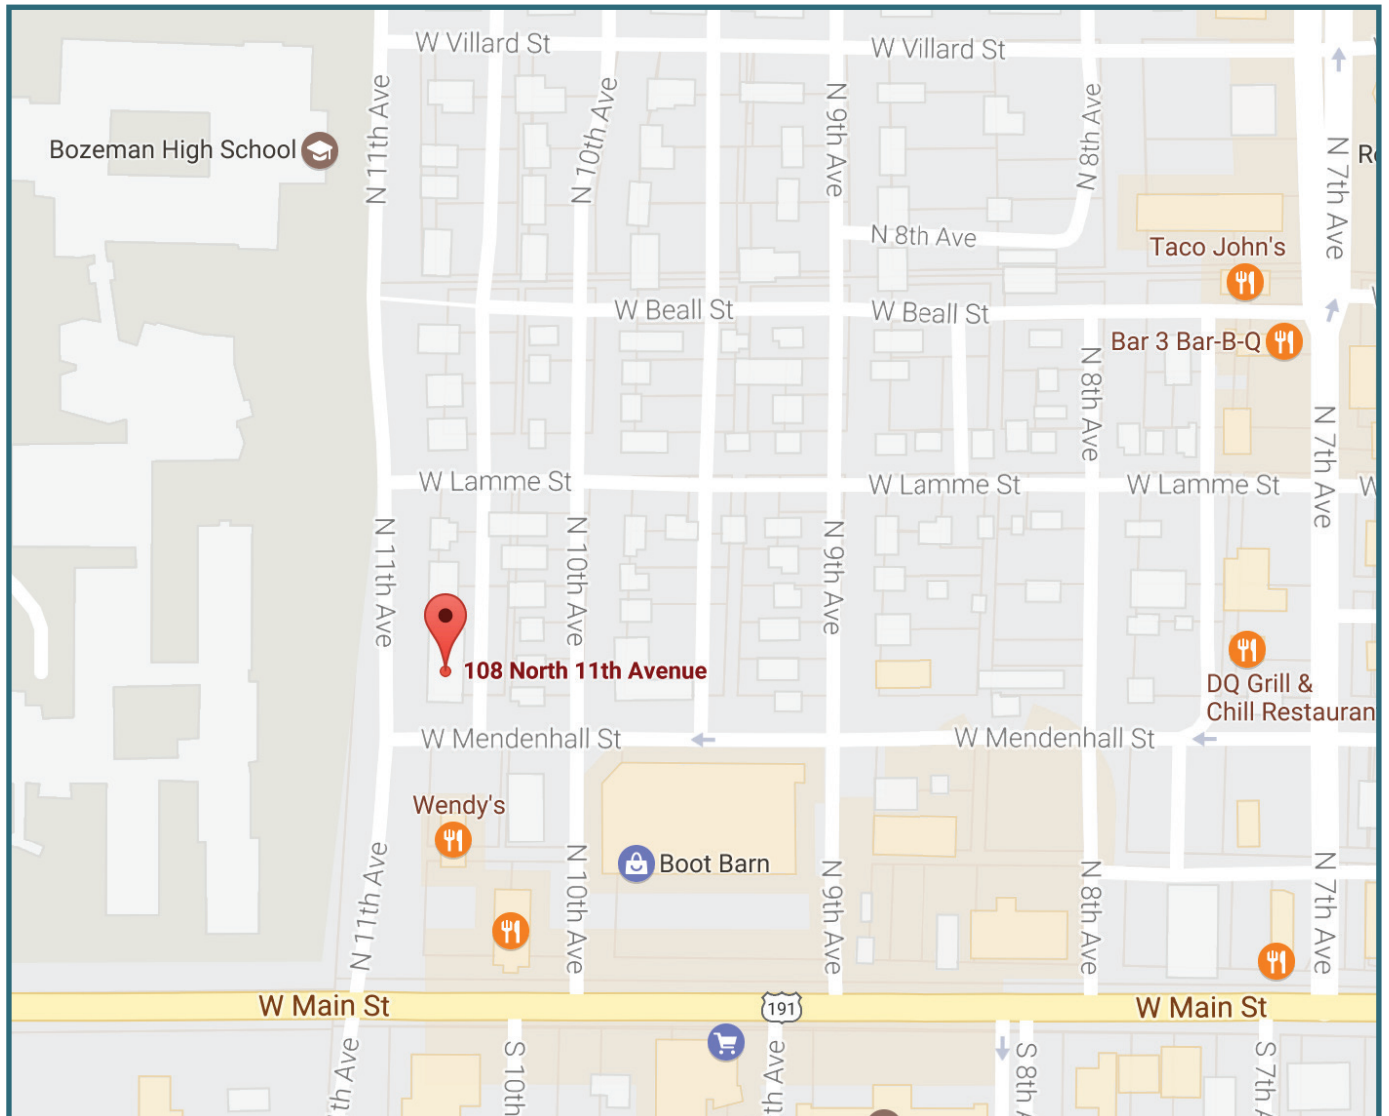 W Villard St
W Villard St
N 11th Ave
N 10th Ave
N 9th Ave
N 8th Ave
N 7th Ave
Bozeman High School
N 8th Ave
Taco John's
W Beall St
W Beall St
Bar 3 Bar-B-Q
N 8th Ave
N 7th Ave
W Lamme St
W Lamme St
W Lamme St
N 11th Ave
N 10th Ave
N 9th Ave
108 North 11th Avenue
DQ Grill &
Chill Restauran
W Mendenhall St
W Mendenhall St
Wendy's
Boot Barn
N 11th Ave
N 10th Ave
N 9th Ave
N 8th Ave
N 7th Ave
W Main St
191
W Main St
th Ave
S 10th
th Ave
S 8th
S 7th